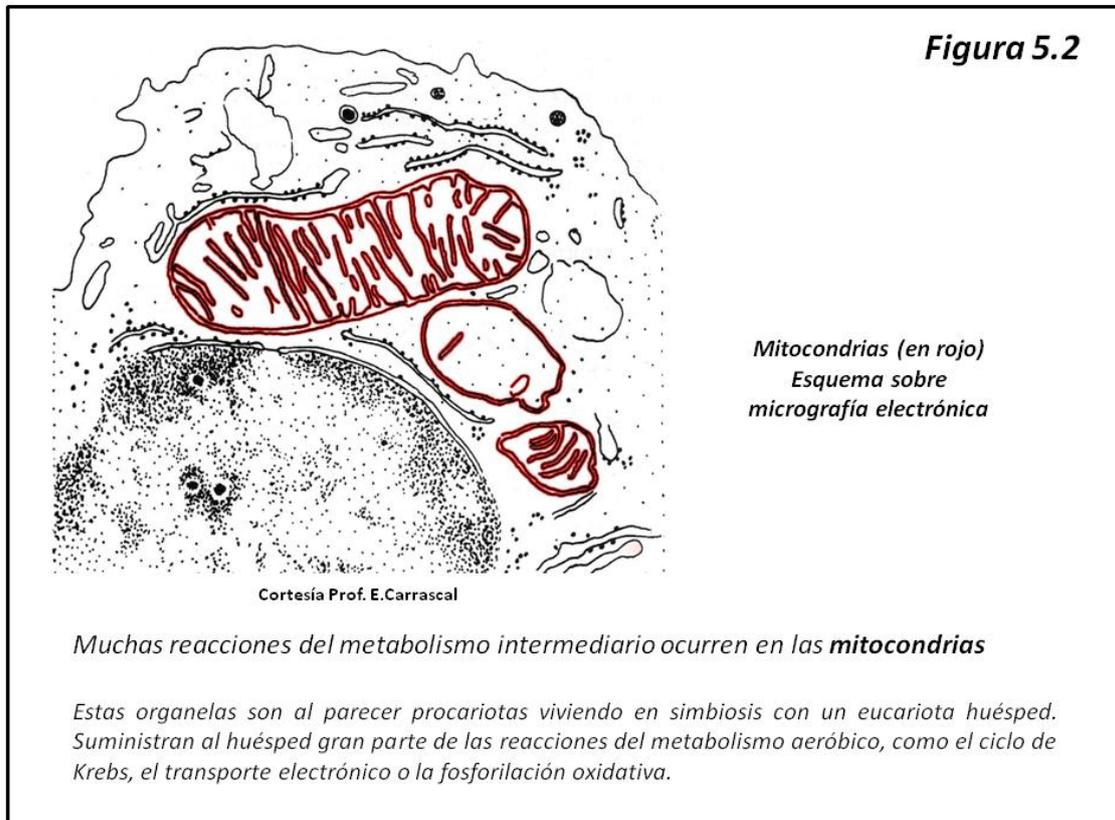 Figura 5.2
Mitocondrias (en rojo)
Esquema sobre
micrografía electrónica
Cortesía Prof. E.Carrascal
Muchas reacciones del metabolismo intermediario ocurren en las mitocondrias
Estas organelas son al parecer procariotas viviendo en simbiosis con un eucariota huésped.
Suministran al huésped gran parte de las reacciones del metabolismo aeróbico, como el ciclo de
Krebs, el transporte electrónico o la fosforilación oxidativa.